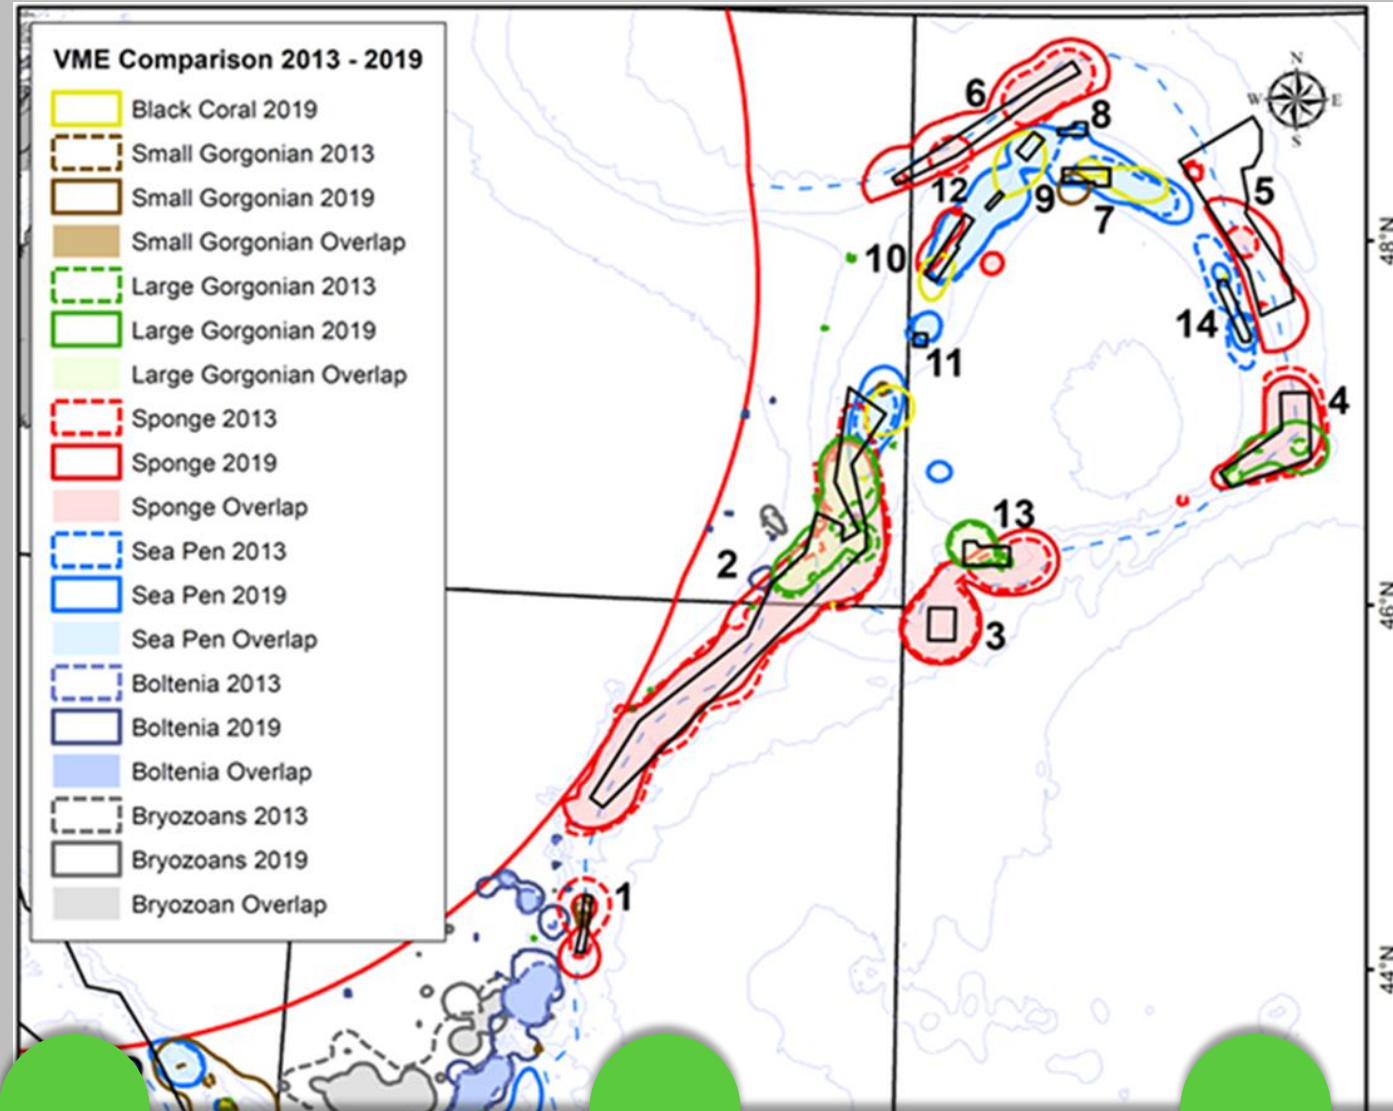 VME Comparison 2013 - 2019
Black Coral 2019
Small Gorgonian 2013
Small Gorgonian 2019
Small Gorgonian Overlap
Large Gorgonian 2013
Large Gorgonian 2019
Large Gorgonian Overlap
Sponge 2013
Sponge 2019
Sponge Overlap
Sea Pen 2013
Sea Pen 2019
Sea Pen Overlap
Boltenia 2013
Boltenia 2019
Boltenia Overlap
Bryozoans 2013
Bryozoans 2019
Bryozoan Overlap
N
W E
S
6
8
5
12
9
7
10
14
11
4
13
2
3
1
48°N
46°N
44°N